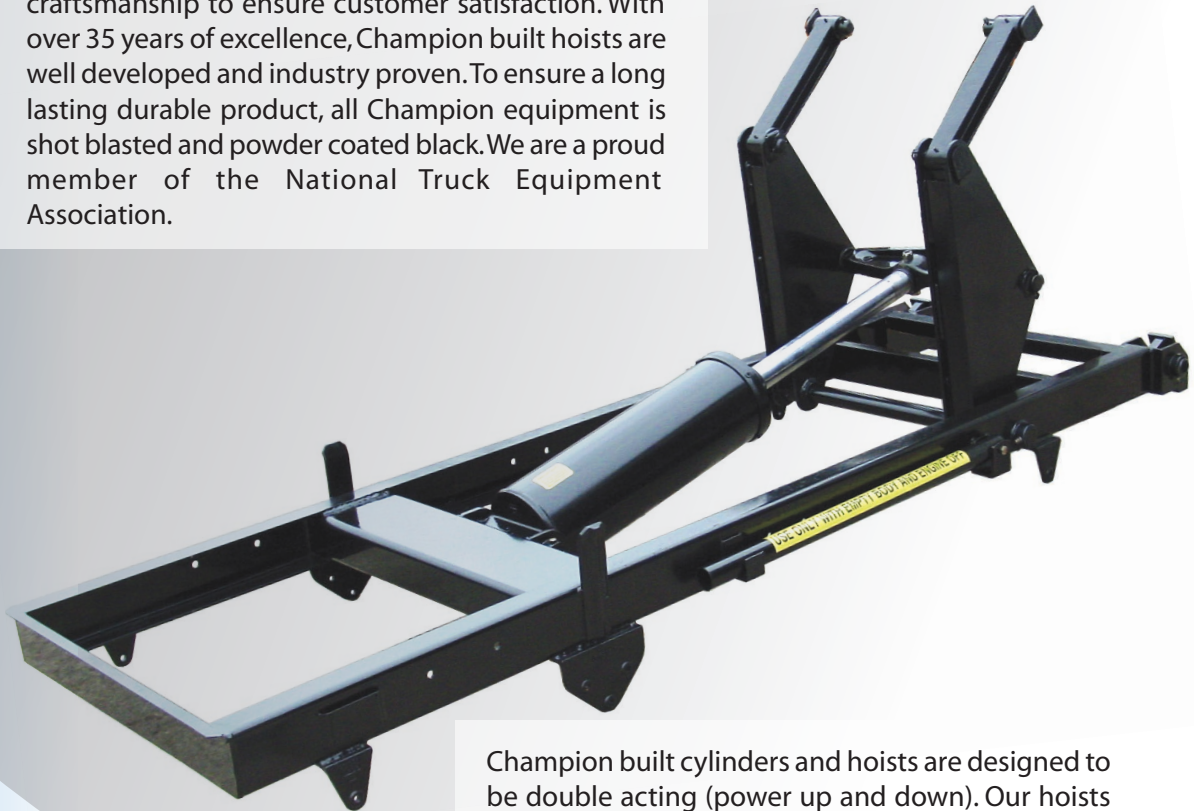 craftsmanship to ensure customer satisfaction. With
over 35 years of excellence, Champion built hoists are
well developed and industry proven. To ensure a long
lasting durable product, all Champion equipment is
shot blasted and powder coated black. We are a proud
member of the National Truck Equipment
Association.
USE ONLY WITH EMPTY BODY AND ENGINE OFF
Champion built cylinders and hoists are designed to
be double acting (power up and down). Our hoists